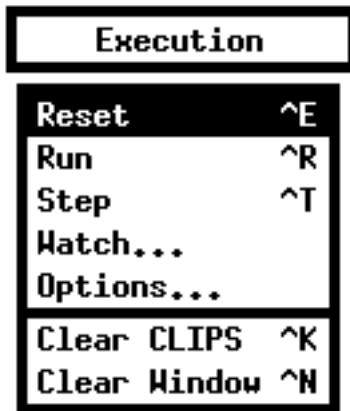 Execution
Reset ^E
Run ^R
Step ^T
Watch...
Options...
Clear CLIPS ^K
Clear Window ^N